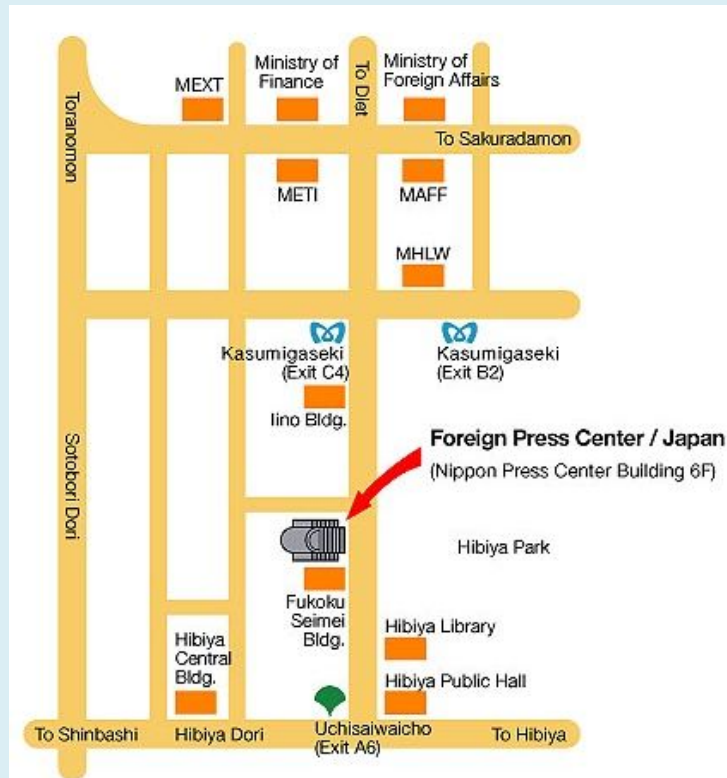 MEXT
Ministry of
Finance
To Diet
Ministry of
Foreign Affairs
Toranomon
To Sakuradamon
METI
MAFF
MHLW
Kasumigaseki
(Exit C4)
Kasumigaseki
(Exit B2)
Iino Bldg.
Foreign Press Center / Japan
(Nippon Press Center Building 6F)
Sotobori Dori
Hibiya Park
Fukoku
Seimei
Bldg.
Hibiya Library
Hibiya
Central
Bldg.
Hibiya Public Hall
To Shinbashi
Hibiya Dori
Uchisaiwaicho
(Exit A6)
To Hibiya